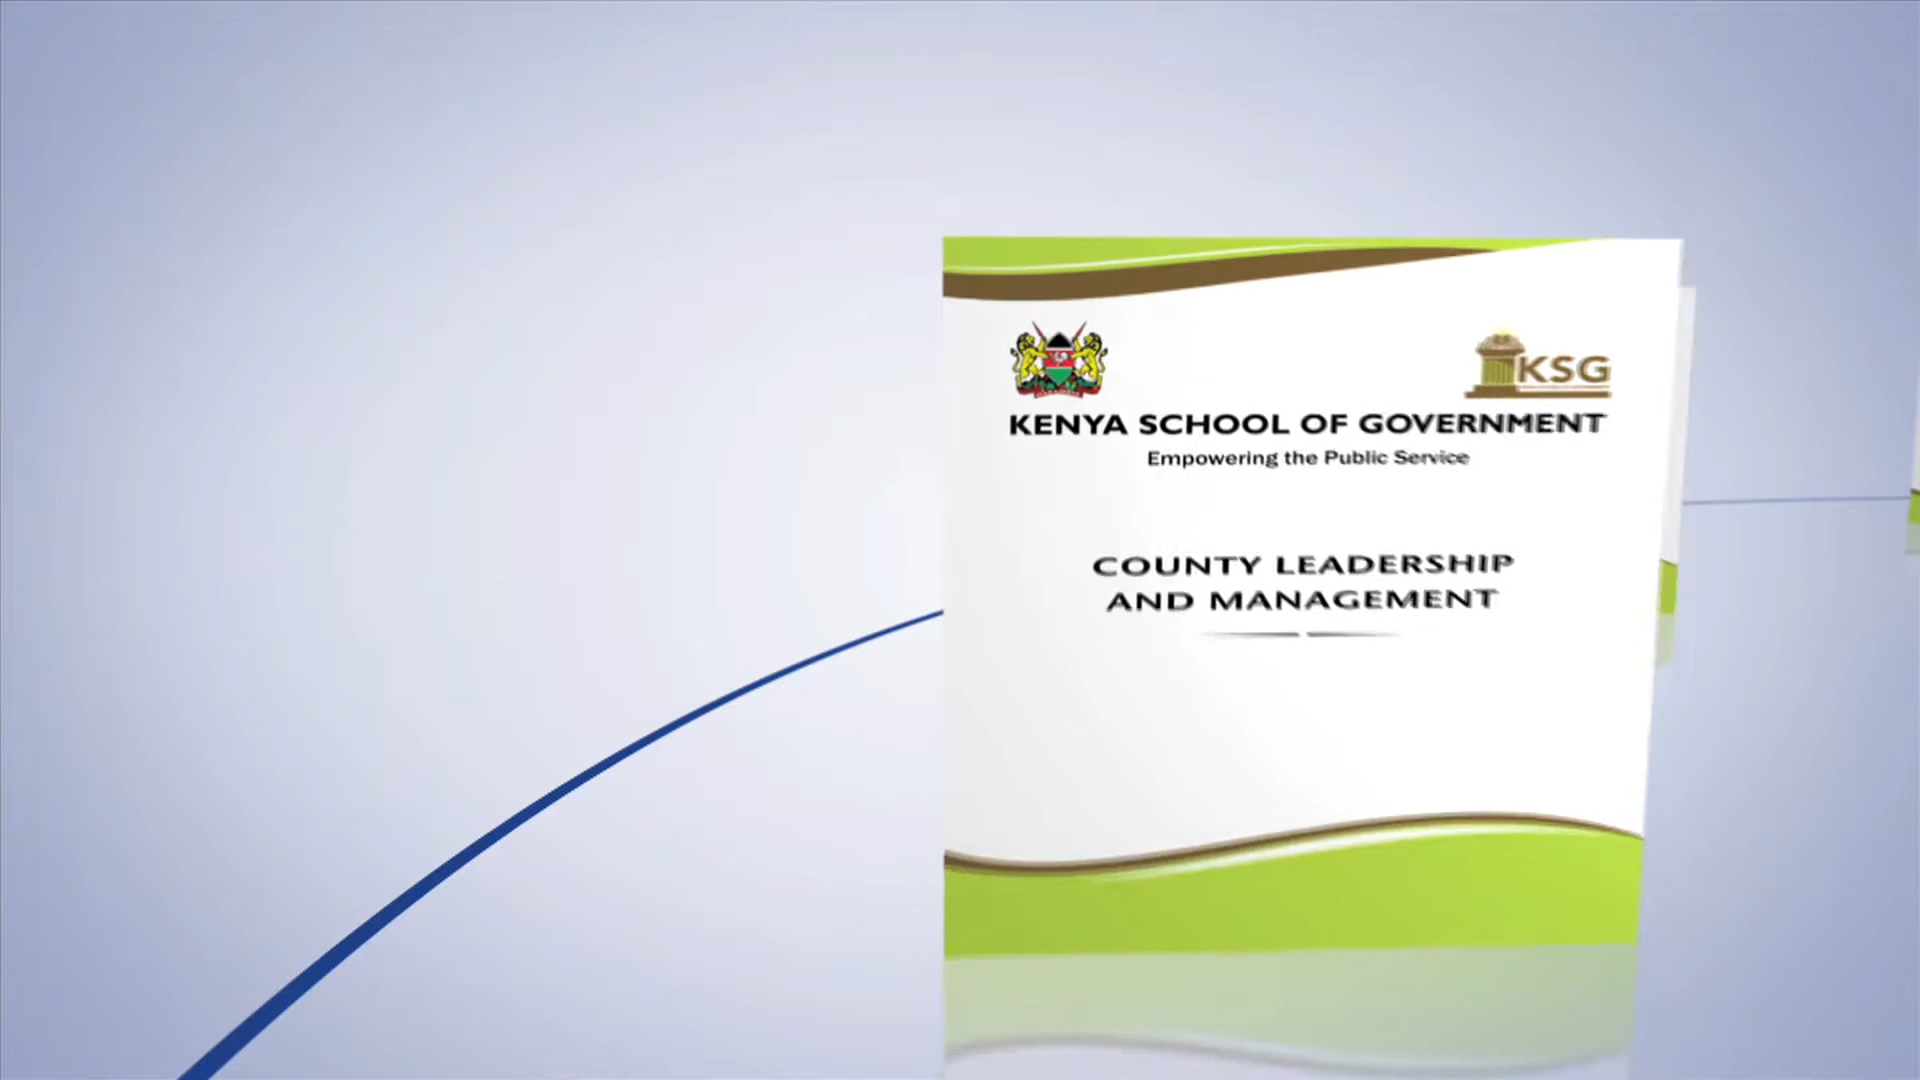 KSG
KENYA SCHOOL OF GOVERNMENT
Empowering the Public Service
COUNTY LEADERSHIP
AND MANAGEMENT